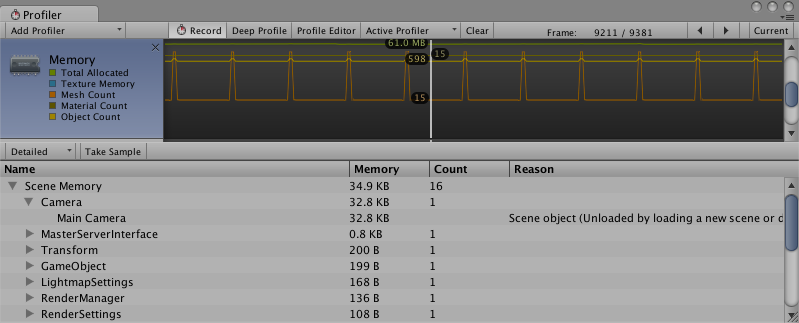 Profiler
Add Profiler Record Deep Profile Profile Editor Active Profiler Clear Frame: 9211 / 9381 Current
Memory
Total Allocated
Texture Memory
Mesh Count
Material Count
Object Count
61.0 MB
15
598
15
Detailed Take Sample
Name Memory Count Reason
Scene Memory 34.9 KB 16
Camera 32.8 KB 1
Main Camera 32.8 KB Scene object (Unloaded by loading a new scene or d
MasterServerInterface 0.8 KB 1
Transform 200 B 1
GameObject 199 B 1
LightmapSettings 168 B 1
RenderManager 136 B 1
RenderSettings 108 B 1